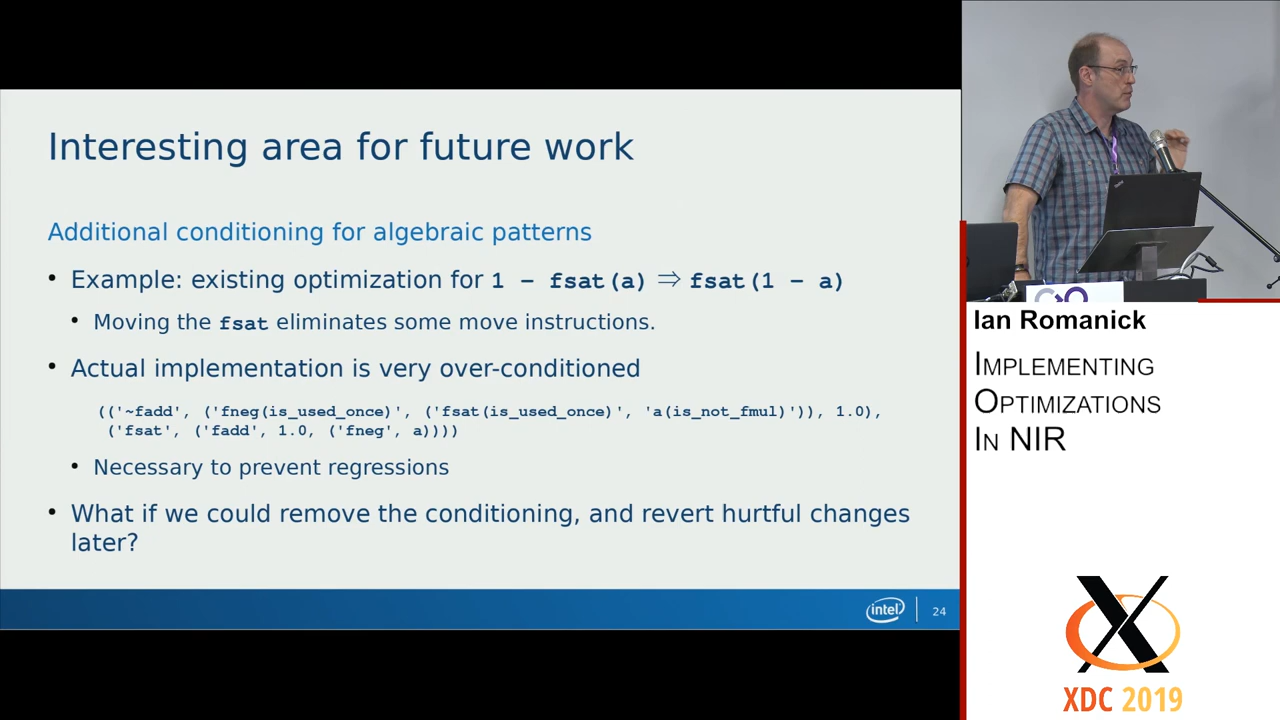 Interesting area for future work
Additional conditioning for algebraic patterns
• Example: existing optimization for 1 - fsat(a) ⇒ fsat(1 - a)
• Moving the fsat eliminates some move instructions.
• Actual implementation is very over-conditioned
(('~fadd', ('fneg(is_used_once)', ('fsat(is_used_once)', 'a(is_not_fmul)')), 1.0),
('fsat', ('fadd', 1.0, ('fneg', a))))
• Necessary to prevent regressions
• What if we could remove the conditioning, and revert hurtful changes
later?
intel
24
Ian Romanick
IMPLEMENTING
OPTIMIZATIONS
IN NIR
XDC 2019